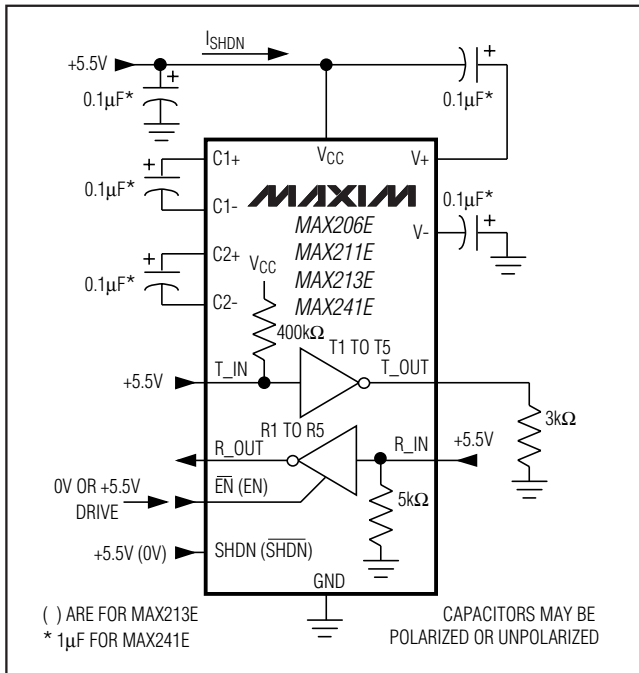 I_SHDN
+5.5V
+
+
0.1µF*
0.1µF*
C1+
V_CC
V+
+
0.1µF*
C1-
MAXIM
0.1µF*
+
MAX206E
V-
MAX211E
C2+
V_CC
MAX213E
+
0.1µF*
C2-
MAX241E
400kΩ
T1 TO T5
+5.5V
T_IN
T_OUT
3kΩ
R1 TO R5
R_OUT
R_IN
+5.5V
0V OR +5.5V
DRIVE
E̅N̅ (EN)
5kΩ
+5.5V (0V)
SHDN (S̅H̅D̅N̅)
GND
( ) ARE FOR MAX213E
* 1µF FOR MAX241E
CAPACITORS MAY BE
POLARIZED OR UNPOLARIZED